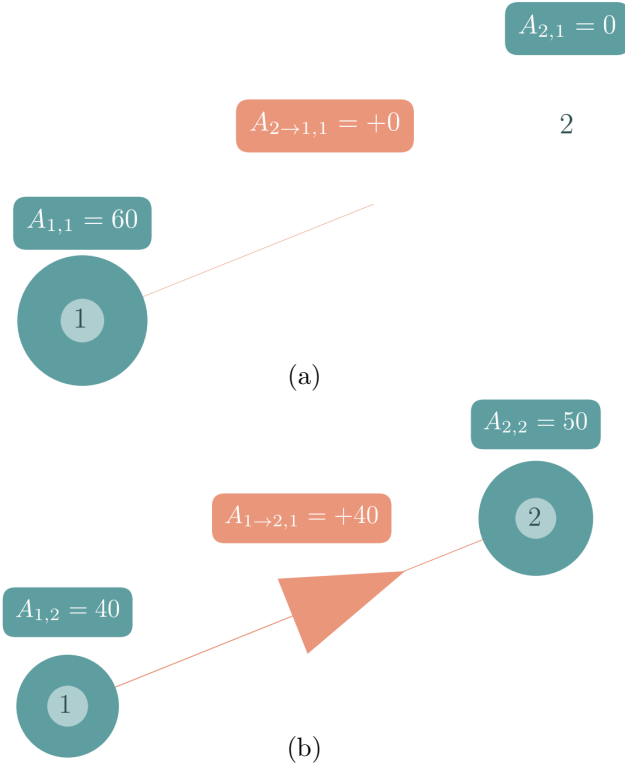 A_{2,1} = 0
A_{2→1,1} = +0
2
A_{1,1} = 60
1
(a)
A_{2,2} = 50
A_{1→2,1} = +40
2
A_{1,2} = 40
1
(b)